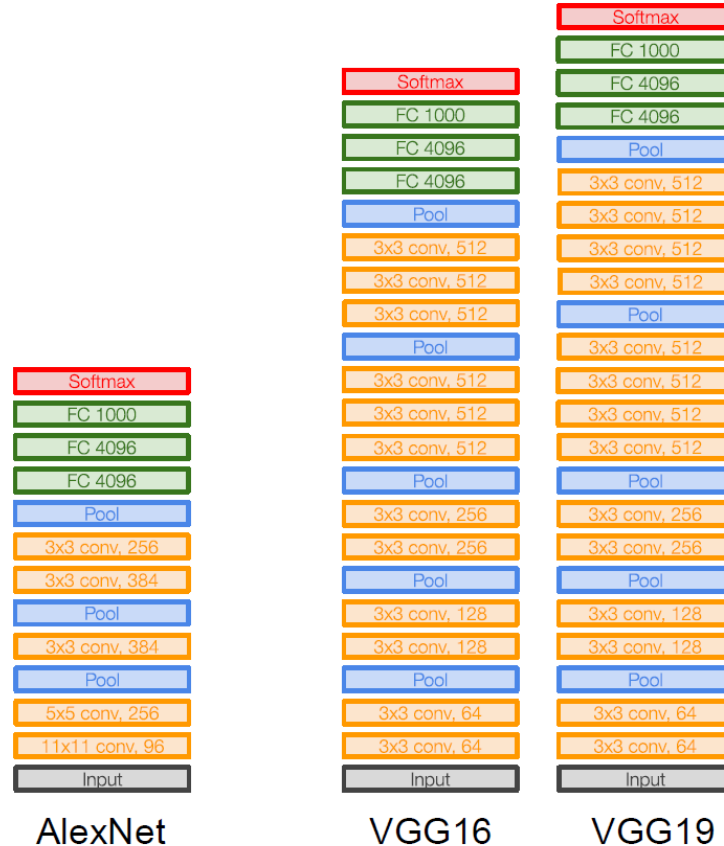 Softmax
FC 1000
FC 4096
FC 4096
Pool
3x3 conv, 256
3x3 conv, 384
Pool
3x3 conv, 384
Pool
5x5 conv, 256
11x11 conv, 96
Input
AlexNet
Softmax
FC 1000
FC 4096
FC 4096
Pool
3x3 conv, 512
3x3 conv, 512
3x3 conv, 512
Pool
3x3 conv, 512
3x3 conv, 512
3x3 conv, 512
Pool
3x3 conv, 256
3x3 conv, 256
Pool
3x3 conv, 128
3x3 conv, 128
Pool
3x3 conv, 64
3x3 conv, 64
Input
VGG16
Softmax
FC 1000
FC 4096
FC 4096
Pool
3x3 conv, 512
3x3 conv, 512
3x3 conv, 512
3x3 conv, 512
Pool
3x3 conv, 512
3x3 conv, 512
3x3 conv, 512
3x3 conv, 512
Pool
3x3 conv, 256
3x3 conv, 256
Pool
3x3 conv, 128
3x3 conv, 128
Pool
3x3 conv, 64
3x3 conv, 64
Input
VGG19